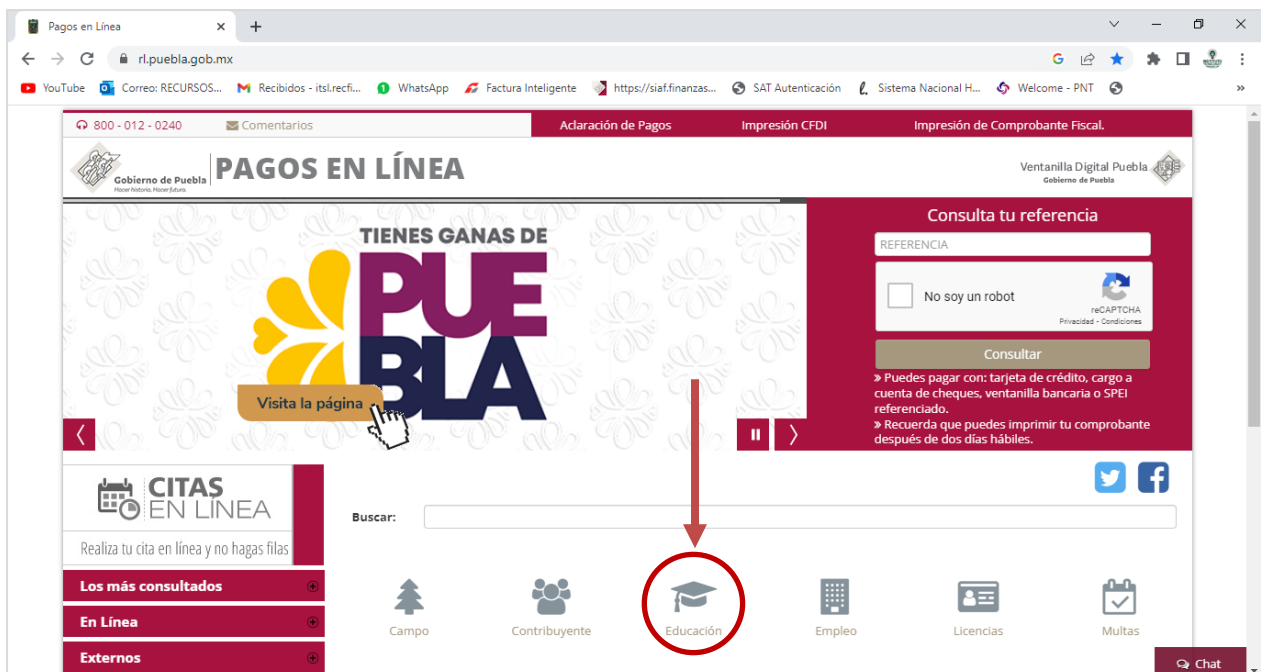 Pagos en Línea
rl.puebla.gob.mx
YouTube Correo: RECURSOS... Recibidos - itsl.recfi... WhatsApp Factura Inteligente https://siaf.finanzas... SAT Autenticación Sistema Nacional H... Welcome - PNT
800 - 012 - 0240 Comentarios Aclaración de Pagos Impresión CFDI Impresión de Comprobante Fiscal.
Gobierno de Puebla
Hacer historia. Hacer futuro.
PAGOS EN LÍNEA
Ventanilla Digital Puebla
Gobierno de Puebla
TIENES GANAS DE
PUE
BLA
Visita la página
Consulta tu referencia
REFERENCIA
No soy un robot
reCAPTCHA
Privacidad - Condiciones
Consultar
» Puedes pagar con: tarjeta de crédito, cargo a
cuenta de cheques, ventanilla bancaria o SPEI
referenciado.
» Recuerda que puedes imprimir tu comprobante
después de dos días hábiles.
CITAS
EN LÍNEA
Realiza tu cita en línea y no hagas filas
Buscar:
Los más consultados
En Línea
Externos
Campo Contribuyente Educación Empleo Licencias Multas
Chat